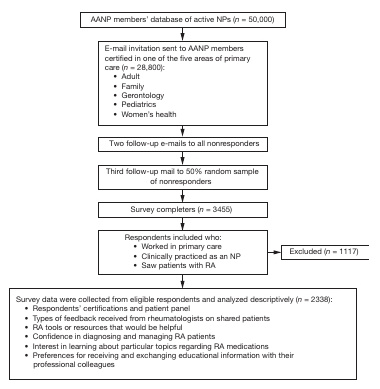 AANP members' database of active NPs (n = 50,000)
E-mail invitation sent to AANP members
certified in one of the five areas of primary
care (n = 28,800):
• Adult
• Family
• Gerontology
• Pediatrics
• Women's health
Two follow-up e-mails to all nonresponders
Third follow-up mail to 50% random sample
of nonresponders
Survey completers (n = 3455)
Respondents included who:
• Worked in primary care
• Clinically practiced as an NP
• Saw patients with RA
Excluded (n = 1117)
Survey data were collected from eligible respondents and analyzed descriptively (n = 2338):
• Respondents' certifications and patient panel
• Types of feedback received from rheumatologists on shared patients
• RA tools or resources that would be helpful
• Confidence in diagnosing and managing RA patients
• Interest in learning about particular topics regarding RA medications
• Preferences for receiving and exchanging educational information with their
professional colleagues